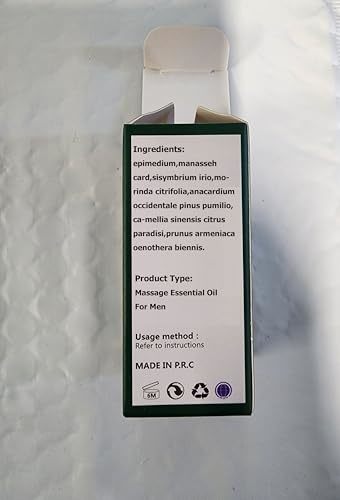 Ingredients:
epimedium,manasseh
card,sisymbrium irio,mo-
rinda citrifolia,anacardium
occidentale pinus pumilio,
ca-mellia sinensis citrus
paradisi,prunus armeniaca
oenothera biennis.
Product Type:
Massage Essential Oil
For Men
Usage method :
Refer to instructions
MADE IN P.R.C
6M